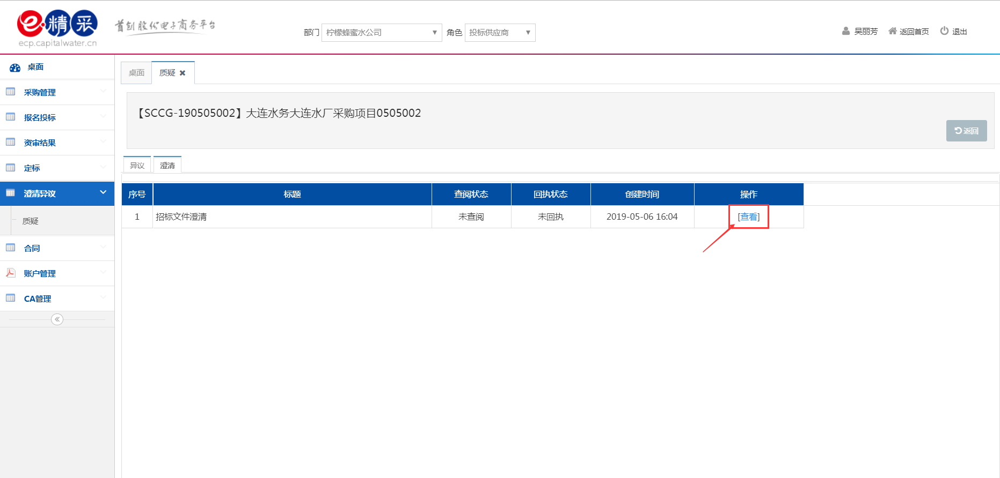 e精采
ecp.capitalwater.cn
首创股份电子商务平台
部门 柠檬蜂蜜水公司 角色 投标供应商
吴丽芳 返回首页 退出
桌面
采购管理
报名投标
资审结果
定标
澄清异议
质疑
合同
账户管理
CA管理
桌面 质疑
【SCCG-190505002】大连水务大连水厂采购项目0505002
返回
异议 澄清
序号 标题 查阅状态 回执状态 创建时间 操作
1 招标文件澄清 未查阅 未回执 2019-05-06 16:04 [查看]